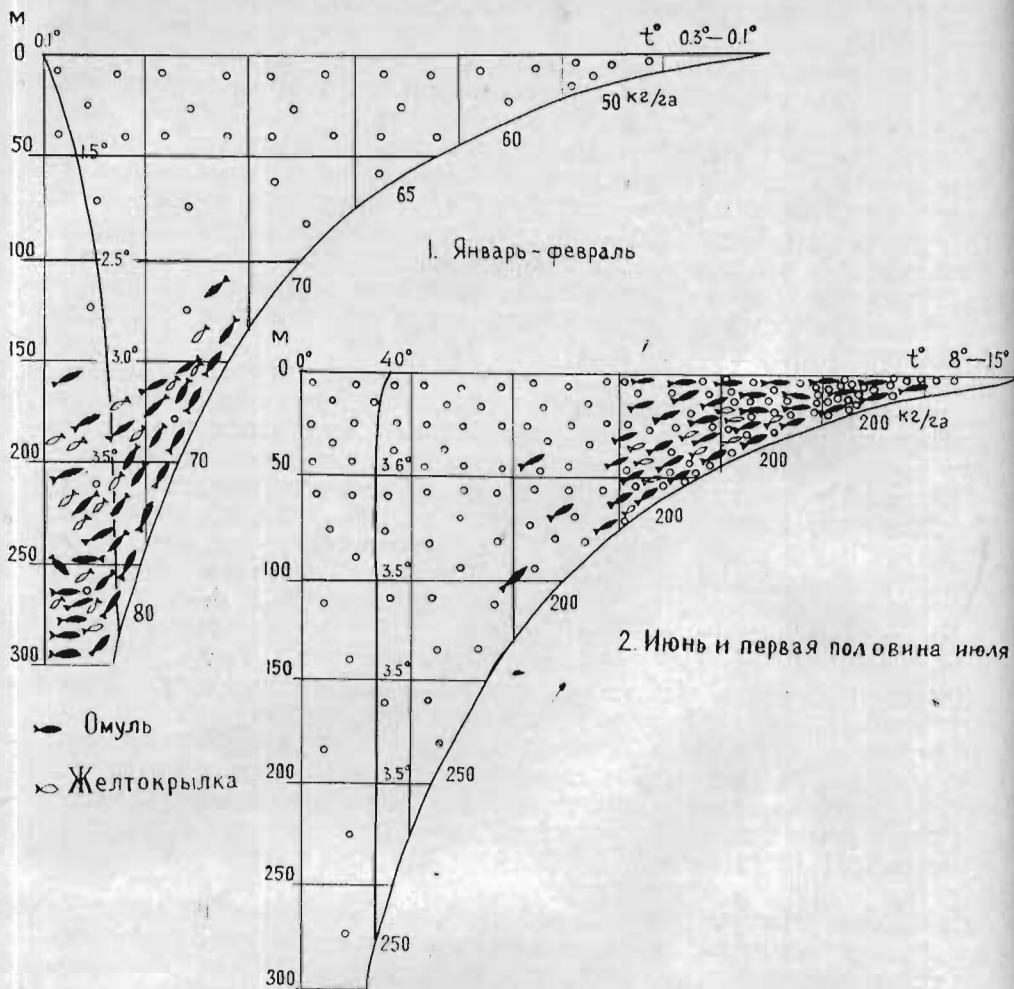 М
0 0.1° t° 0.3°–0.1°
50 кг/га
60
50 1.5°
65
1. Январь-февраль
100 2.5°
70
М
150 3.0°
0 0° 40° t° 8°–15°
200 кг/га
200 3.5° 70
50 3.6° 200
200
250
100 3.5° 200
80
300
2. Июнь и первая половина июля
150 3.5°
Омуль
Желтокрылка
200 3.5° 250
250
250
300